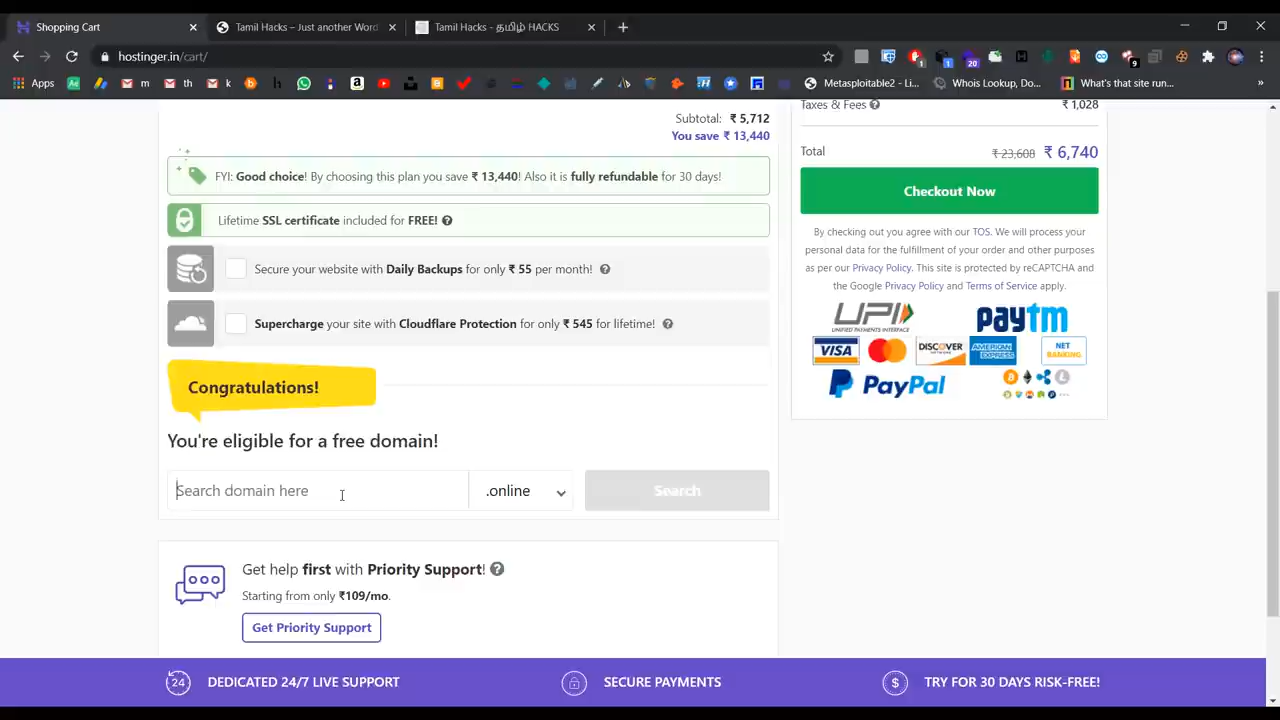 Shopping Cart
Tamil Hacks – Just another Word
Tamil Hacks - தமிழ் HACKS
hostinger.in/cart/
Apps
m
m th
m k
Metasploitable2 - Li...
Whois Lookup, Do...
What's that site run...
Subtotal: ₹ 5,712
You save ₹ 13,440
FYI: Good choice! By choosing this plan you save ₹ 13,440! Also it is fully refundable for 30 days!
Lifetime SSL certificate included for FREE!
Secure your website with Daily Backups for only ₹ 55 per month!
Supercharge your site with Cloudflare Protection for only ₹ 545 for lifetime!
Congratulations!
You're eligible for a free domain!
Search domain here
.online
Search
Get help first with Priority Support!
Starting from only ₹109/mo.
Get Priority Support
Taxes & Fees ₹ 1,028
Total ₹ 23,608 ₹ 6,740
Checkout Now
By checking out you agree with our TOS. We will process your
personal data for the fulfillment of your order and other purposes
as per our Privacy Policy. This site is protected by reCAPTCHA and
the Google Privacy Policy and Terms of Service apply.
UPI
UNIFIED PAYMENTS INTERFACE
paytm
VISA
DISCOVER
AMERICAN EXPRESS
NET BANKING
PayPal
24
DEDICATED 24/7 LIVE SUPPORT
SECURE PAYMENTS
TRY FOR 30 DAYS RISK-FREE!